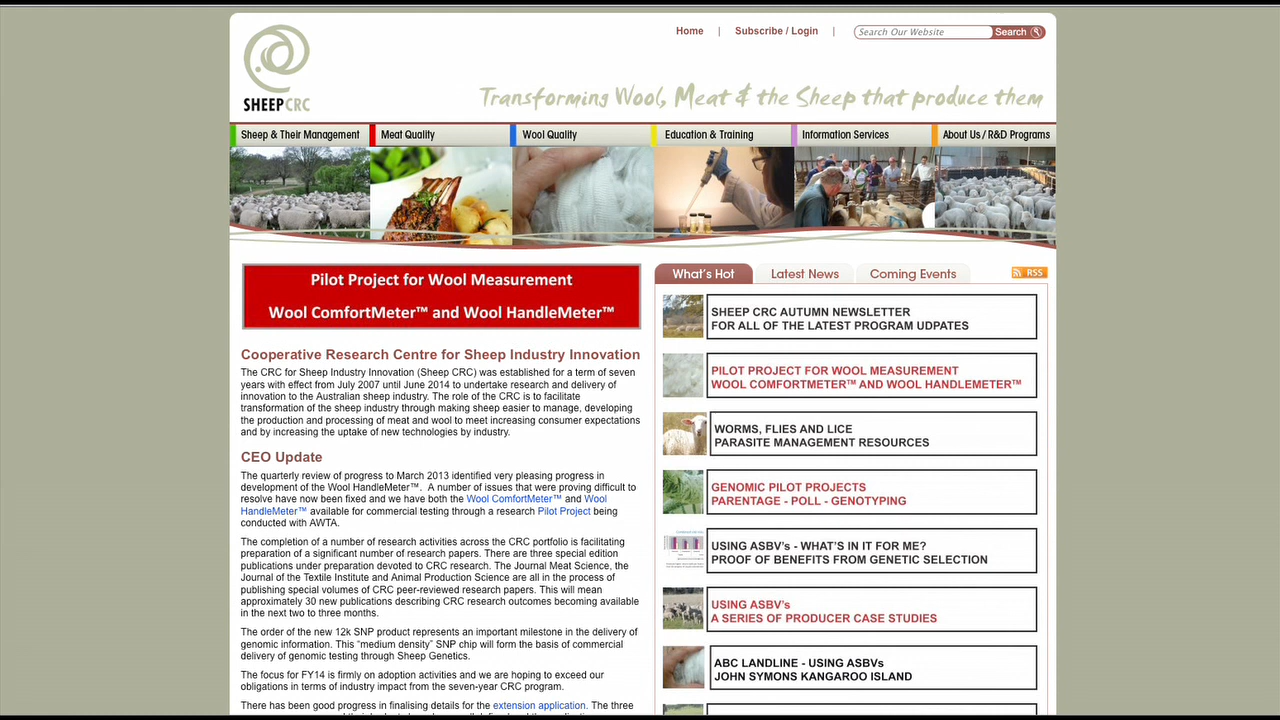 Home | Subscribe / Login |
Search Our Website
Search
SHEEPCRC
Transforming Wool, Meat & the Sheep that produce them
Sheep & Their Management
Meat Quality
Wool Quality
Education & Training
Information Services
About Us / R&D Programs
Pilot Project for Wool Measurement
Wool ComfortMeter™ and Wool HandleMeter™
Cooperative Research Centre for Sheep Industry Innovation
The CRC for Sheep Industry Innovation (Sheep CRC) was established for a term of seven
years with effect from July 2007 until June 2014 to undertake research and delivery of
innovation to the Australian sheep industry. The role of the CRC is to facilitate
transformation of the sheep industry through making sheep easier to manage, developing
the production and processing of meat and wool to meet increasing consumer expectations
and by increasing the uptake of new technologies by industry.
CEO Update
The quarterly review of progress to March 2013 identified very pleasing progress in
development of the Wool HandleMeter™. A number of issues that were proving difficult to
resolve have now been fixed and we have both the Wool ComfortMeter™ and Wool
HandleMeter™ available for commercial testing through a research Pilot Project being
conducted with AWTA.
The completion of a number of research activities across the CRC portfolio is facilitating
preparation of a significant number of research papers. There are three special edition
publications under preparation devoted to CRC research. The Journal Meat Science, the
Journal of the Textile Institute and Animal Production Science are all in the process of
publishing special volumes of CRC peer-reviewed research papers. This will mean
approximately 30 new publications describing CRC research outcomes becoming available
in the next two to three months.
The order of the new 12k SNP product represents an important milestone in the delivery of
genomic information. This “medium density” SNP chip will form the basis of commercial
delivery of genomic testing through Sheep Genetics.
The focus for FY14 is firmly on adoption activities and we are hoping to exceed our
obligations in terms of industry impact from the seven-year CRC program.
There has been good progress in finalising details for the extension application. The three
What's Hot
Latest News
Coming Events
RSS
SHEEP CRC AUTUMN NEWSLETTER
FOR ALL OF THE LATEST PROGRAM UDPATES
PILOT PROJECT FOR WOOL MEASUREMENT
WOOL COMFORTMETER™ AND WOOL HANDLEMETER™
WORMS, FLIES AND LICE
PARASITE MANAGEMENT RESOURCES
GENOMIC PILOT PROJECTS
PARENTAGE - POLL - GENOTYPING
USING ASBV's - WHAT'S IN IT FOR ME?
PROOF OF BENEFITS FROM GENETIC SELECTION
USING ASBV's
A SERIES OF PRODUCER CASE STUDIES
ABC LANDLINE - USING ASBVs
JOHN SYMONS KANGAROO ISLAND